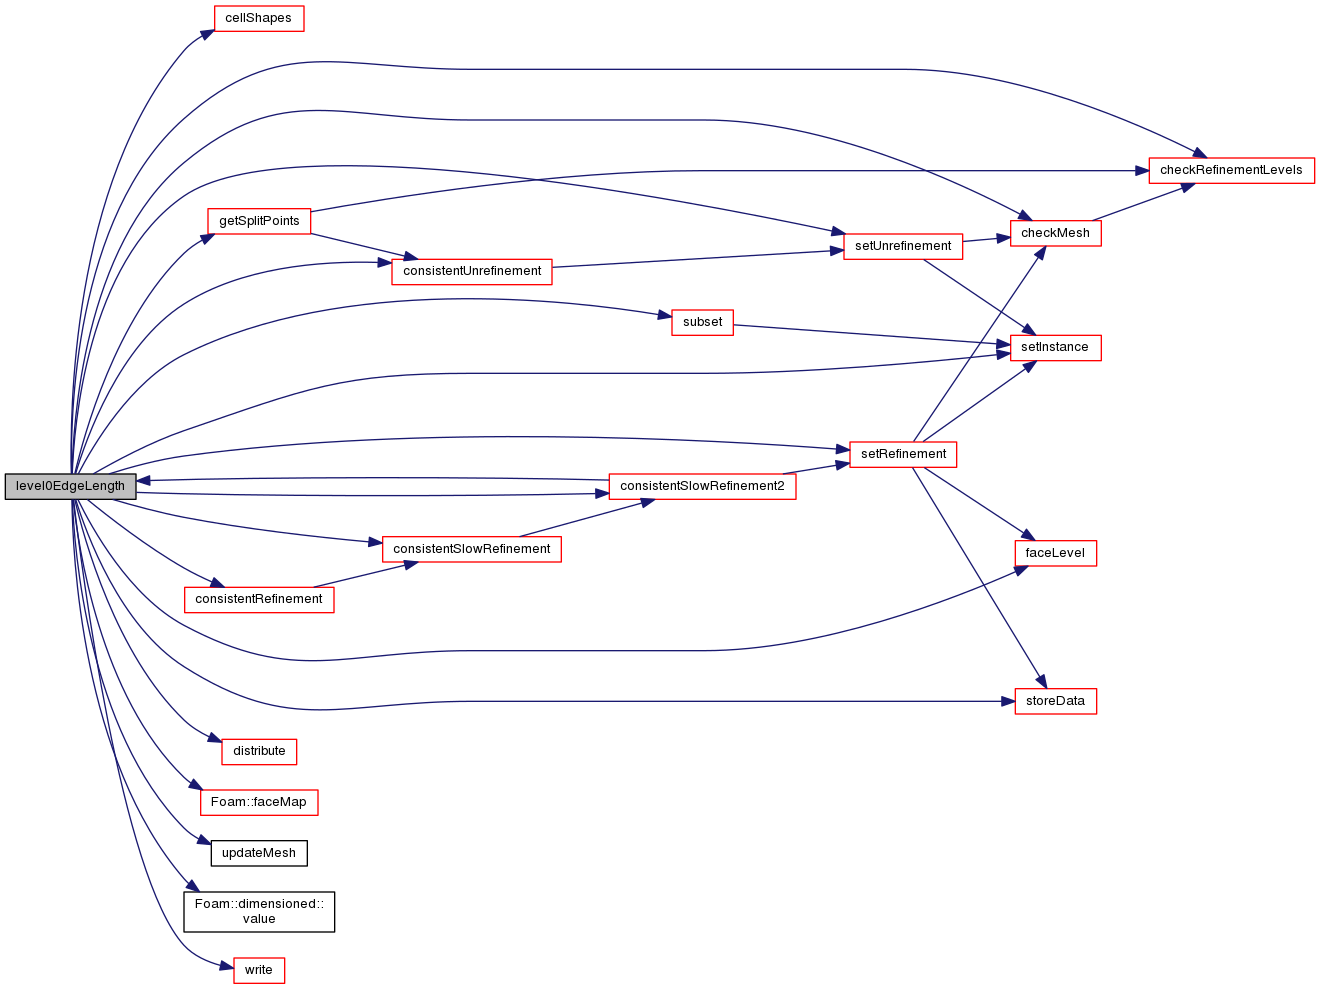 cellShapes
checkRefinementLevels
getSplitPoints
checkMesh
setUnrefinement
consistentUnrefinement
subset
setInstance
setRefinement
level0EdgeLength
consistentSlowRefinement2
consistentSlowRefinement
faceLevel
consistentRefinement
storeData
distribute
Foam::faceMap
updateMesh
Foam::dimensioned::
value
write